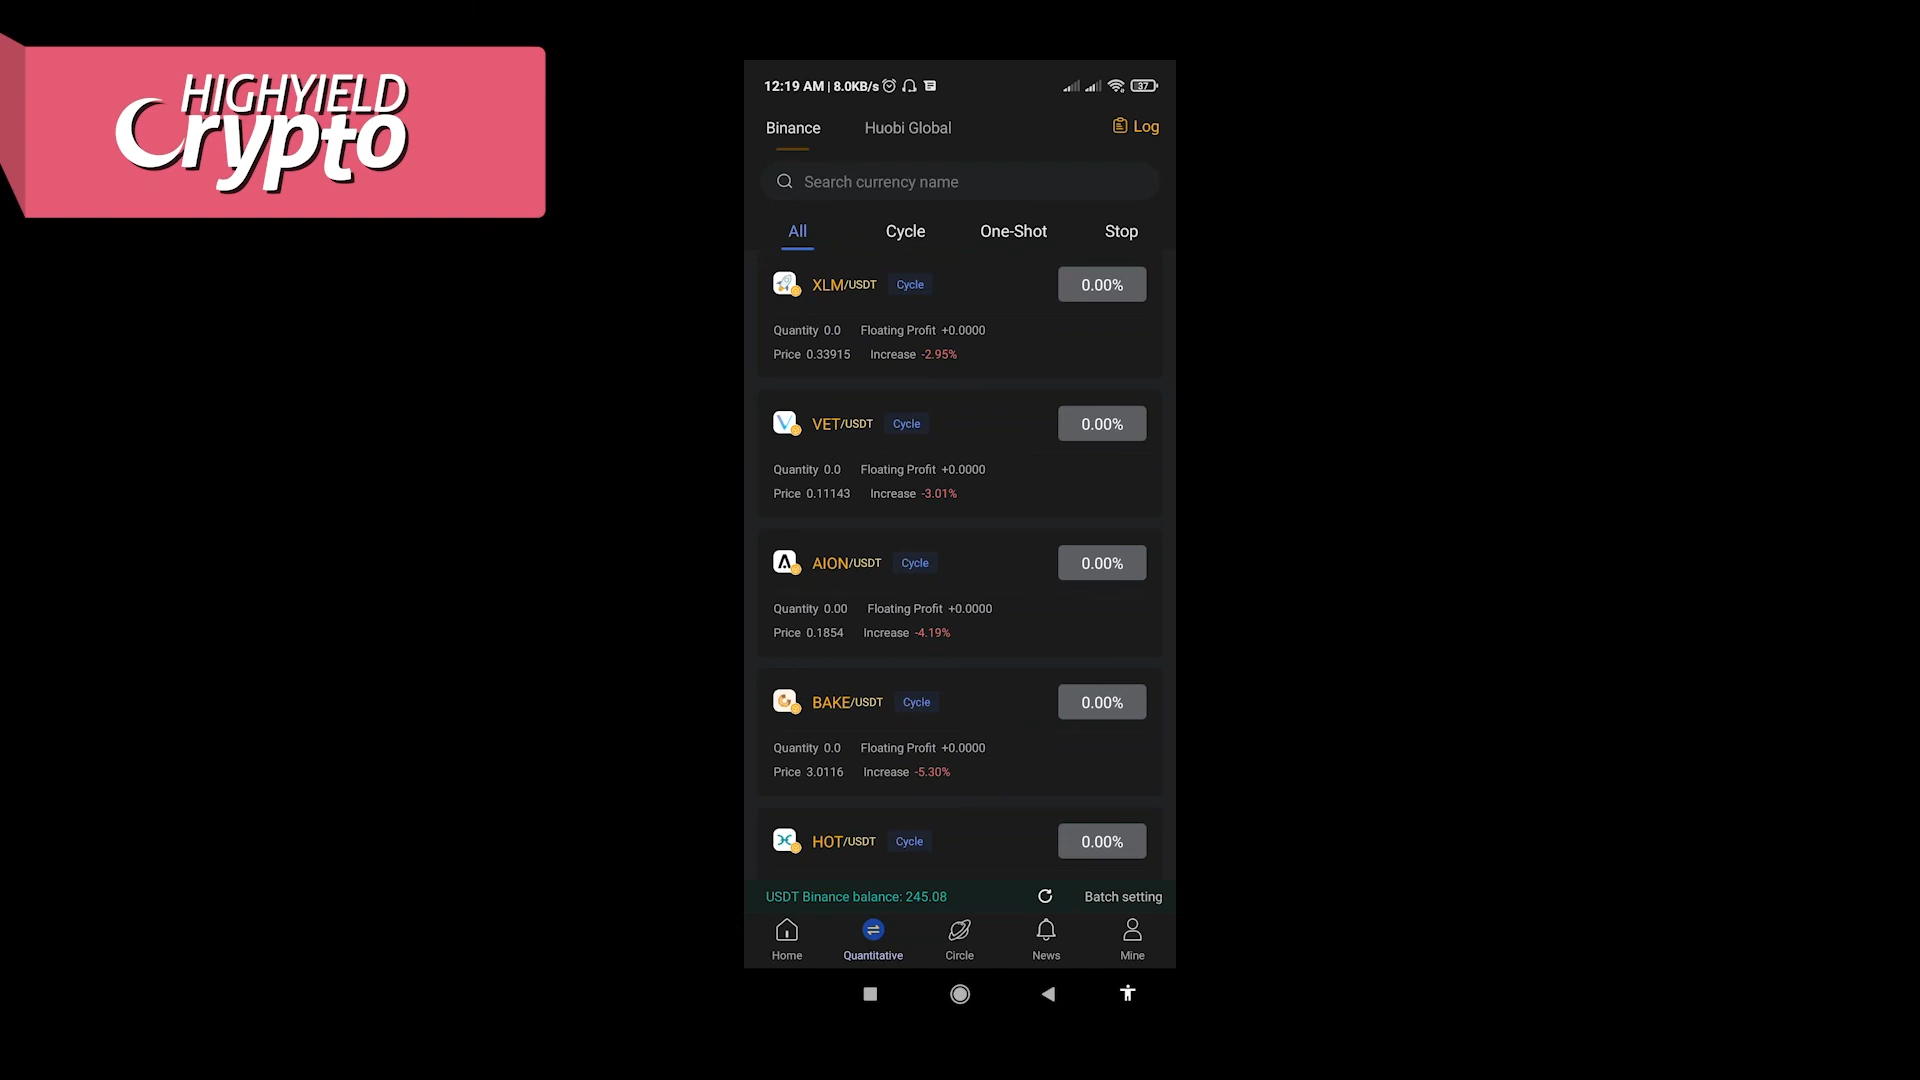 HIGHYIELD
Crypto
12:19 AM | 8.0KB/s
37
Binance Huobi Global Log
Search currency name
All Cycle One-Shot Stop
XLM/USDT Cycle 0.00%
Quantity 0.0 Floating Profit +0.0000
Price 0.33915 Increase -2.95%
VET/USDT Cycle 0.00%
Quantity 0.0 Floating Profit +0.0000
Price 0.11143 Increase -3.01%
AION/USDT Cycle 0.00%
Quantity 0.00 Floating Profit +0.0000
Price 0.1854 Increase -4.19%
BAKE/USDT Cycle 0.00%
Quantity 0.0 Floating Profit +0.0000
Price 3.0116 Increase -5.30%
HOT/USDT Cycle 0.00%
USDT Binance balance: 245.08 Batch setting
Home Quantitative Circle News Mine